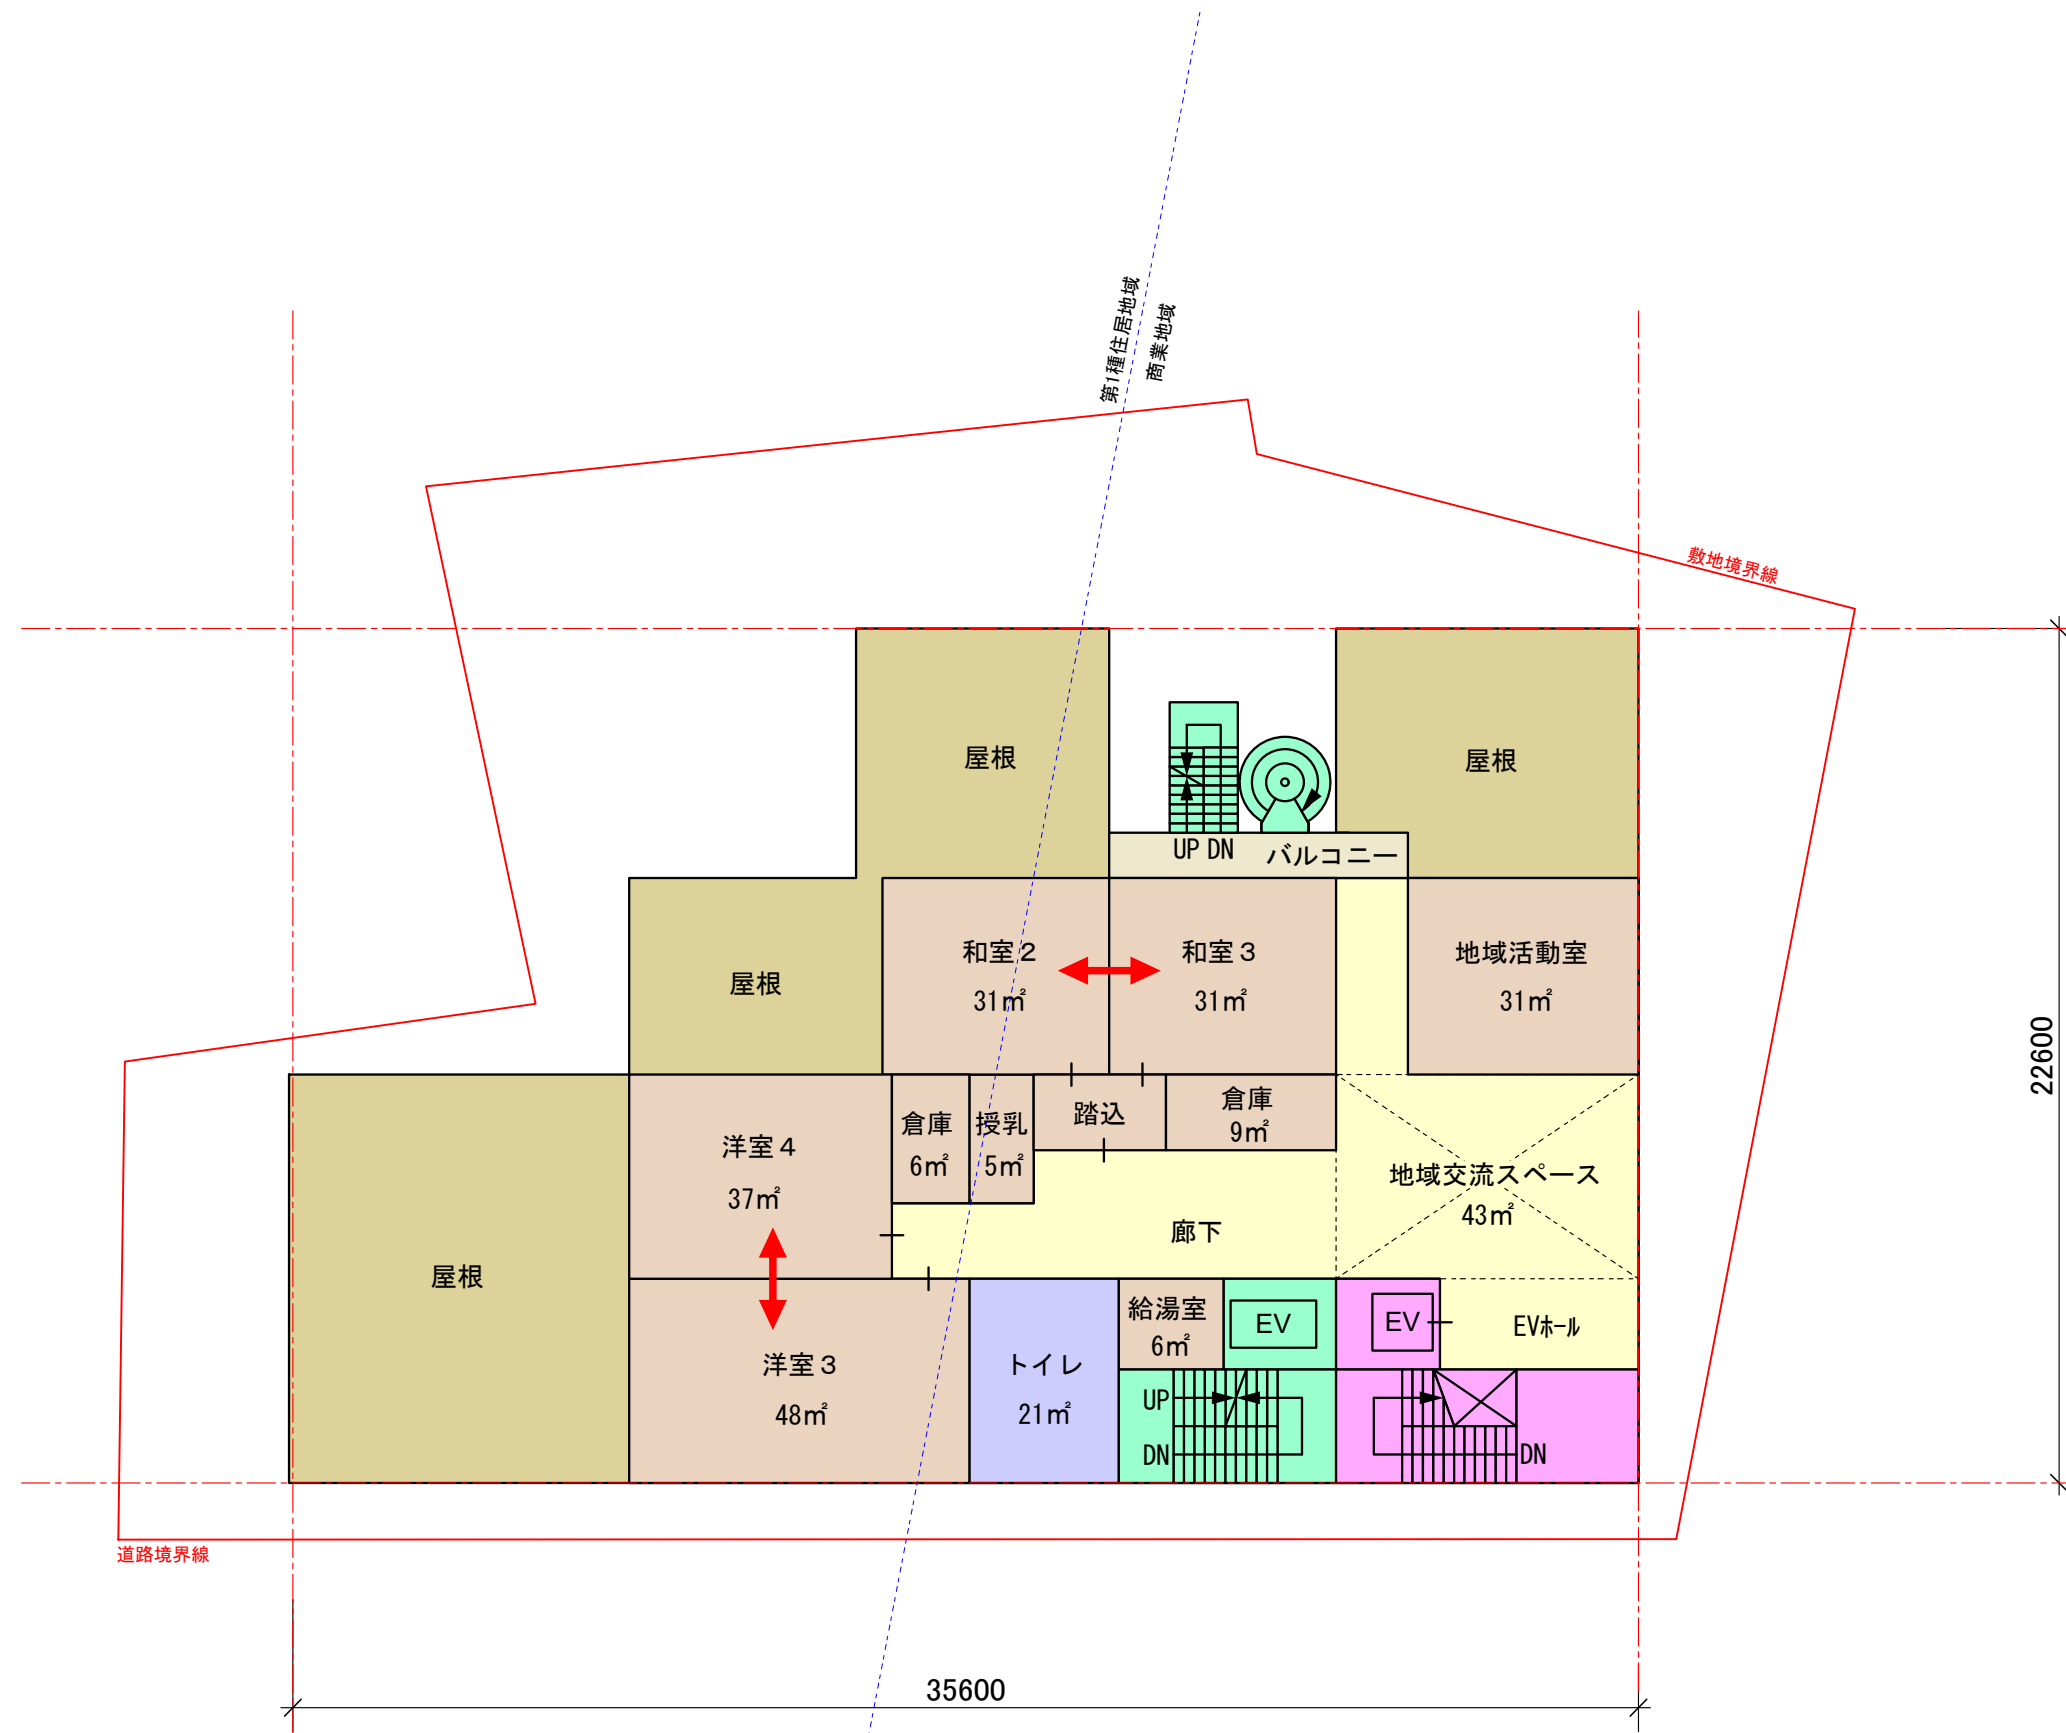 第1種住居地域
商業地域
敷地境界線
屋根
屋根
UP DN
バルコニー
和室２
31㎡
和室３
31㎡
地域活動室
31㎡
屋根
22600
洋室４
37㎡
倉庫
6㎡
授乳
5㎡
踏込
倉庫
9㎡
地域交流スペース
43㎡
廊下
屋根
洋室３
48㎡
トイレ
21㎡
給湯室
6㎡
EV
EV
EVﾎｰﾙ
UP
DN
DN
道路境界線
35600